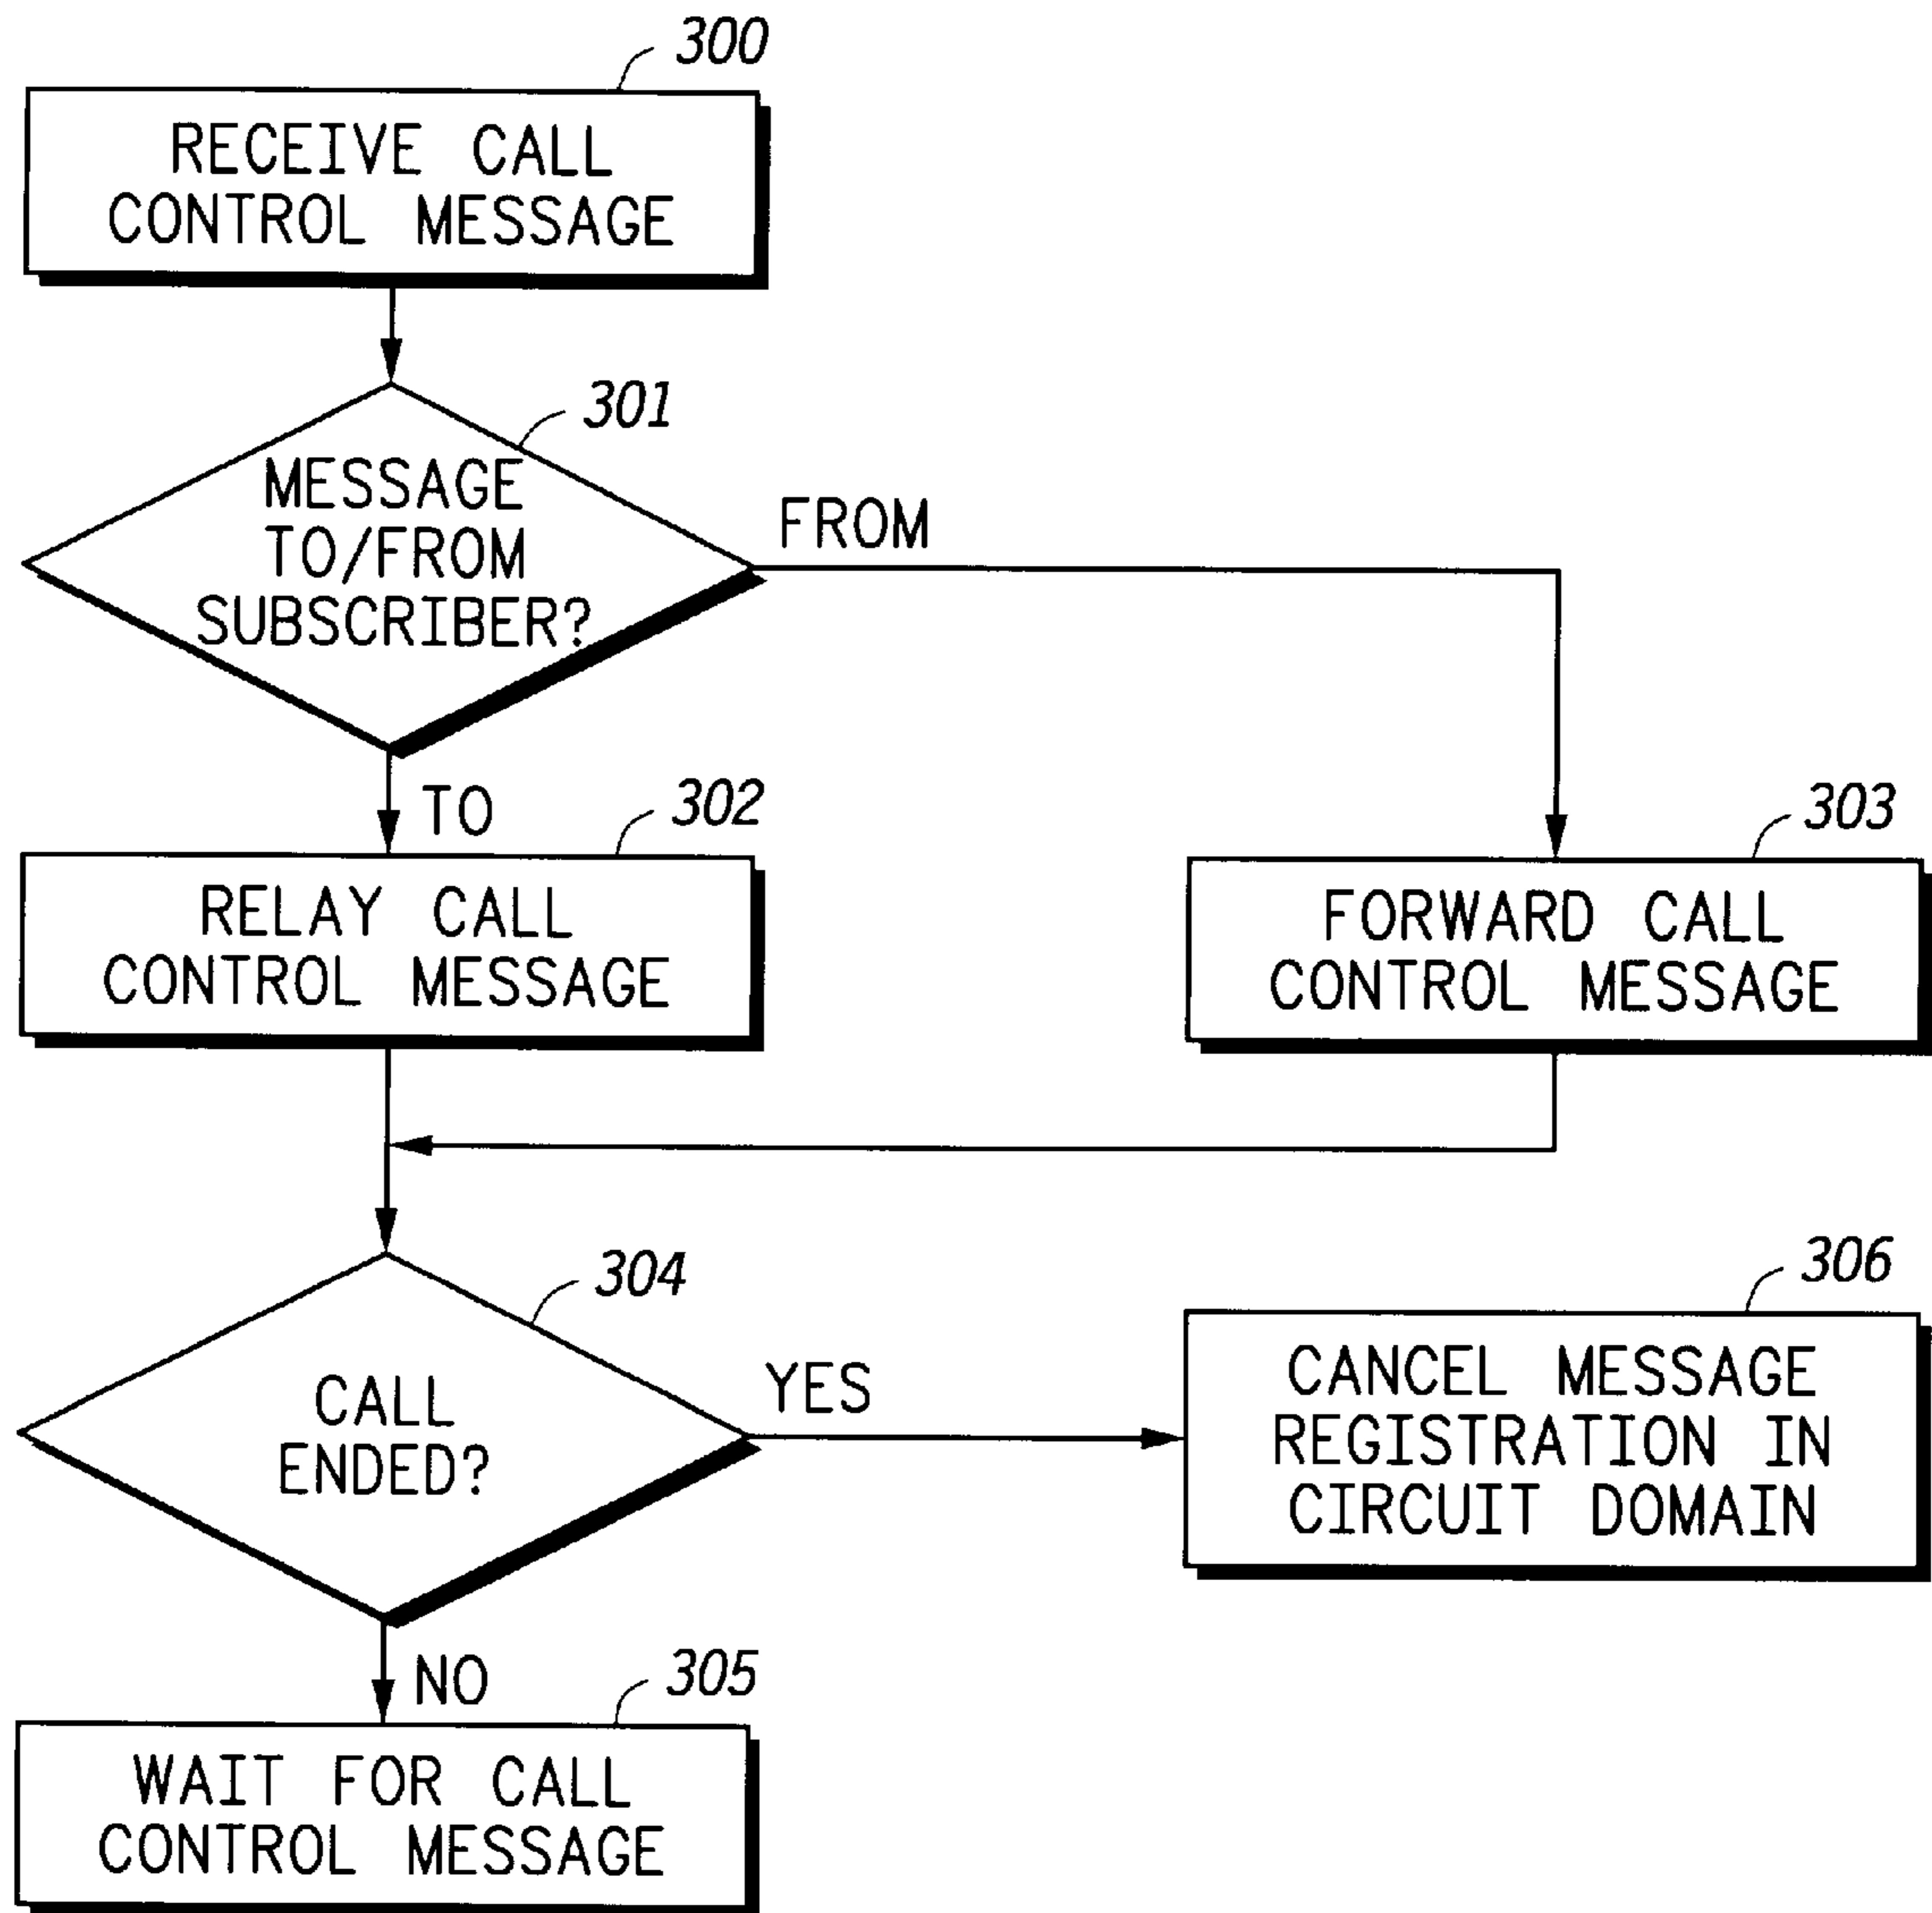 300
RECEIVE CALL
CONTROL MESSAGE
301
MESSAGE
TO/FROM
SUBSCRIBER?
FROM
TO
302
RELAY CALL
CONTROL MESSAGE
303
FORWARD CALL
CONTROL MESSAGE
304
CALL
ENDED?
YES
306
CANCEL MESSAGE
REGISTRATION IN
CIRCUIT DOMAIN
NO
305
WAIT FOR CALL
CONTROL MESSAGE